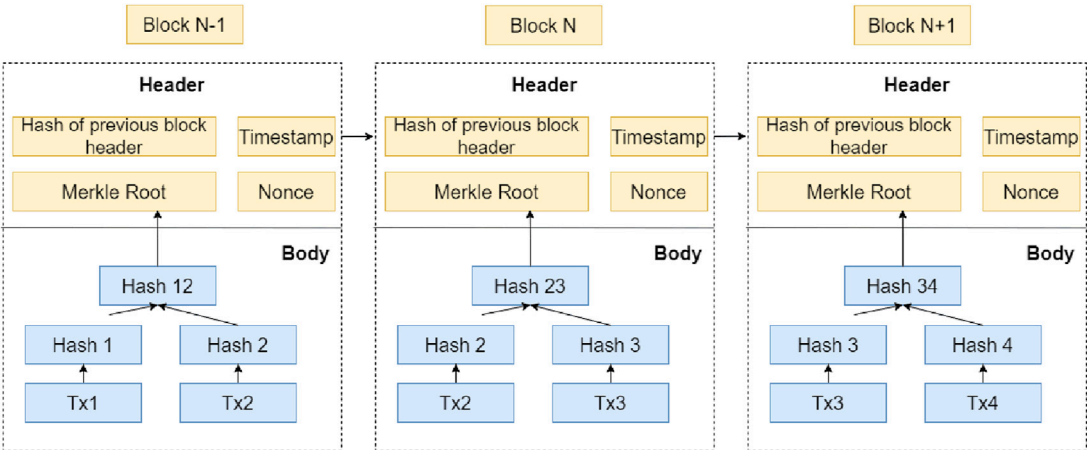 Block N-1
Block N
Block N+1
Header
Header
Header
Hash of previous block
header
Timestamp
Hash of previous block
header
Timestamp
Hash of previous block
header
Timestamp
Merkle Root
Nonce
Merkle Root
Nonce
Merkle Root
Nonce
Body
Body
Body
Hash 12
Hash 23
Hash 34
Hash 1
Hash 2
Hash 2
Hash 3
Hash 3
Hash 4
Tx1
Tx2
Tx2
Tx3
Tx3
Tx4